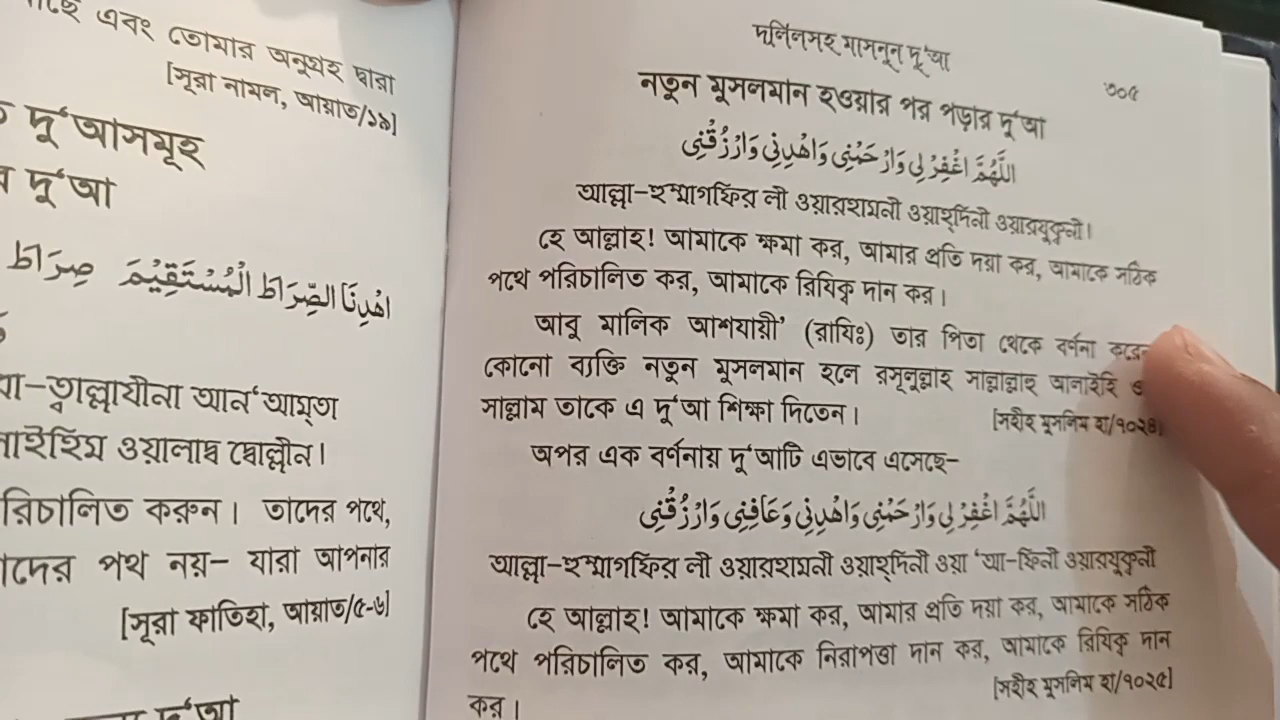 এবং তোমার অনুগ্রহ দ্বারা
[সূরা নামল, আয়াত/১৯]
দু‘আসমূহ
দু‘আ
اهْدِنَا الصِّرَاطَ الْمُسْتَقِيْمَ صِرَاطَ
আন‘আম্তা
ওয়ালাদ্ব দ্বোল্লীন।
করুন। তাদের পথে,
পথ নয়– যারা আপনার
[সূরা ফাতিহা, আয়াত/৫-৬]
দু‘আ
দলিলসহ মাসনূন দু‘আ
৩০৫
নতুন মুসলমান হওয়ার পর পড়ার দু‘আ
اللَّهُمَّ اغْفِرْ لِي وَارْحَمْنِي وَاهْدِنِي وَارْزُقْنِي
আল্লা-হুম্মাগফির লী ওয়ারহামনী ওয়াহ্দিনী ওয়ারযুক্বনী।
হে আল্লাহ! আমাকে ক্ষমা কর, আমার প্রতি দয়া কর, আমাকে সঠিক
পথে পরিচালিত কর, আমাকে রিযিক্ব দান কর।
আবু মালিক আশযায়ী’ (রাযিঃ) তার পিতা থেকে বর্ণনা
কোনো ব্যক্তি নতুন মুসলমান হলে রসূলুল্লাহ সাল্লাল্লাহু আলাইহি
সাল্লাম তাকে এ দু‘আ শিক্ষা দিতেন।
[সহীহ মুসলিম হা/৭০২৪]
অপর এক বর্ণনায় দু‘আটি এভাবে এসেছে–
اللَّهُمَّ اغْفِرْ لِي وَارْحَمْنِي وَاهْدِنِي وَعَافِنِي وَارْزُقْنِي
আল্লা-হুম্মাগফির লী ওয়ারহামনী ওয়াহ্দিনী ওয়া ‘আ-ফিনী ওয়ারযুক্বনী
হে আল্লাহ! আমাকে ক্ষমা কর, আমার প্রতি দয়া কর, আমাকে সঠিক
পথে পরিচালিত কর, আমাকে নিরাপত্তা দান কর, আমাকে রিযিক্ব দান
কর।
[সহীহ মুসলিম হা/৭০২৫]